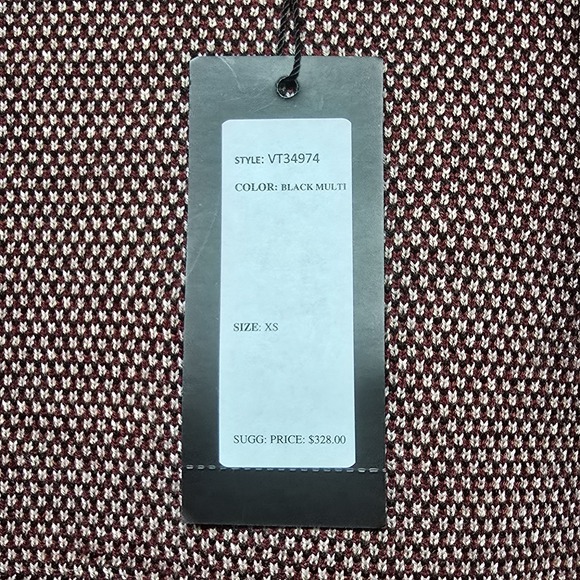 STYLE: VT34974
COLOR: BLACK MULTI
SIZE: XS
SUGG: PRICE: $328.00